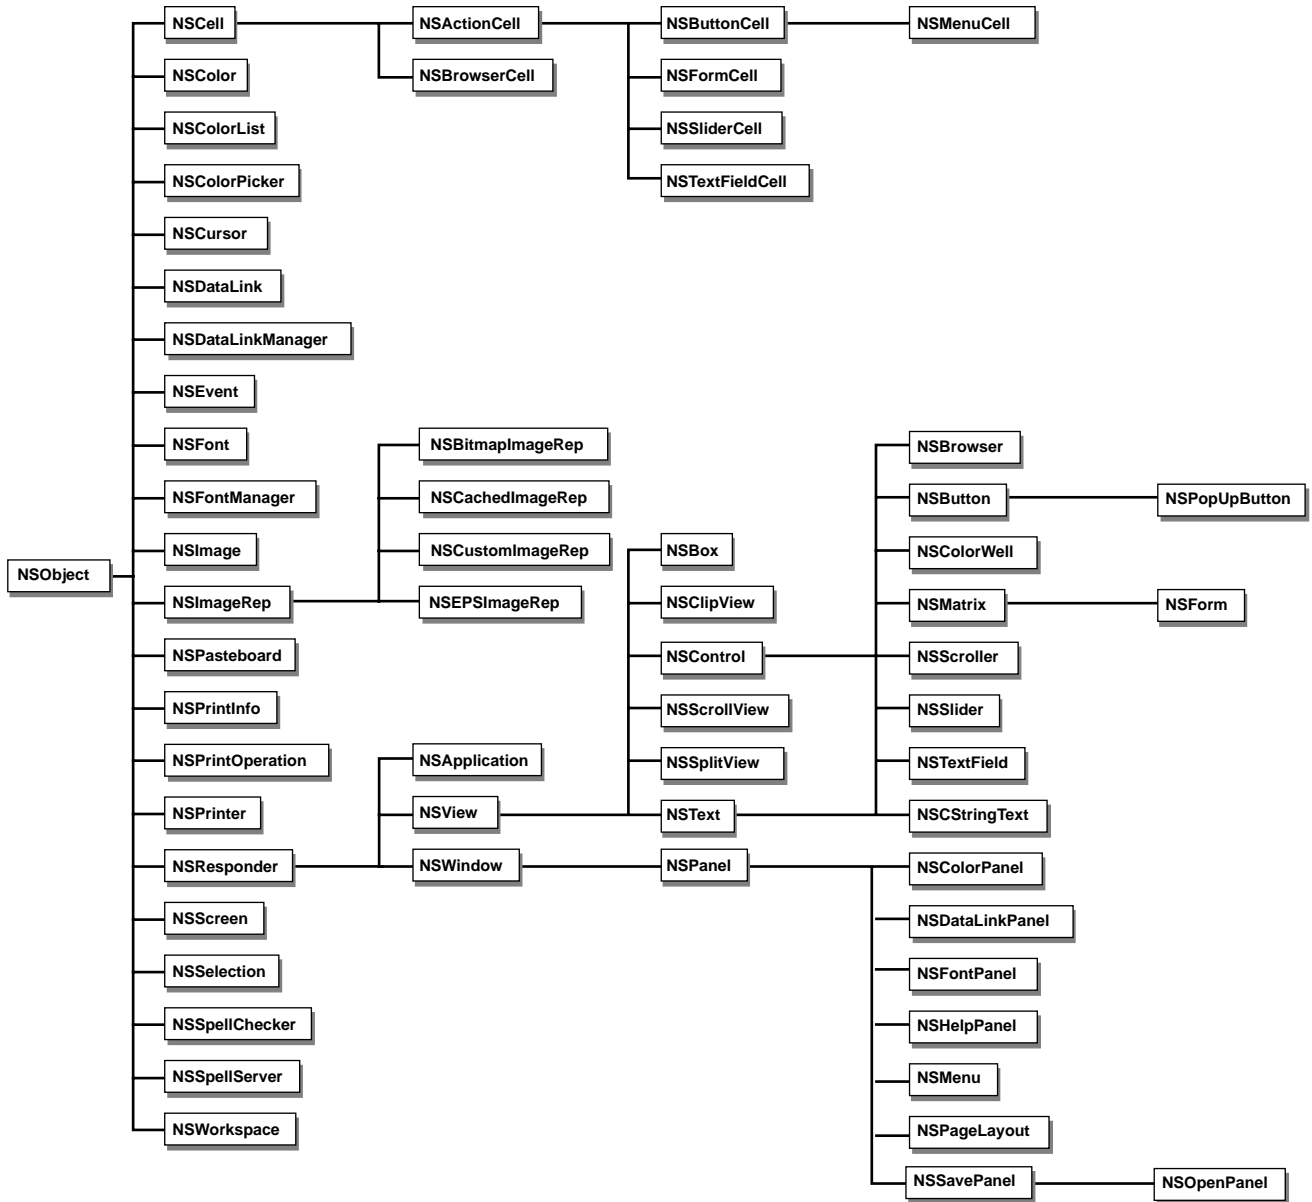 NSCell
NSActionCell
NSButtonCell
NSMenuCell
NSColor
NSBrowserCell
NSFormCell
NSColorList
NSSliderCell
NSColorPicker
NSTextFieldCell
NSCursor
NSDataLink
NSDataLinkManager
NSEvent
NSFont
NSBitmapImageRep
NSBrowser
NSFontManager
NSCachedImageRep
NSButton
NSPopUpButton
NSImage
NSCustomImageRep
NSBox
NSColorWell
NSObject
NSImageRep
NSEPSImageRep
NSClipView
NSMatrix
NSForm
NSPasteboard
NSControl
NSScroller
NSPrintInfo
NSScrollView
NSSlider
NSPrintOperation
NSApplication
NSSplitView
NSTextField
NSPrinter
NSView
NSText
NSCStringText
NSResponder
NSWindow
NSPanel
NSColorPanel
NSScreen
NSDataLinkPanel
NSSelection
NSFontPanel
NSSpellChecker
NSHelpPanel
NSSpellServer
NSMenu
NSWorkspace
NSPageLayout
NSSavePanel
NSOpenPanel